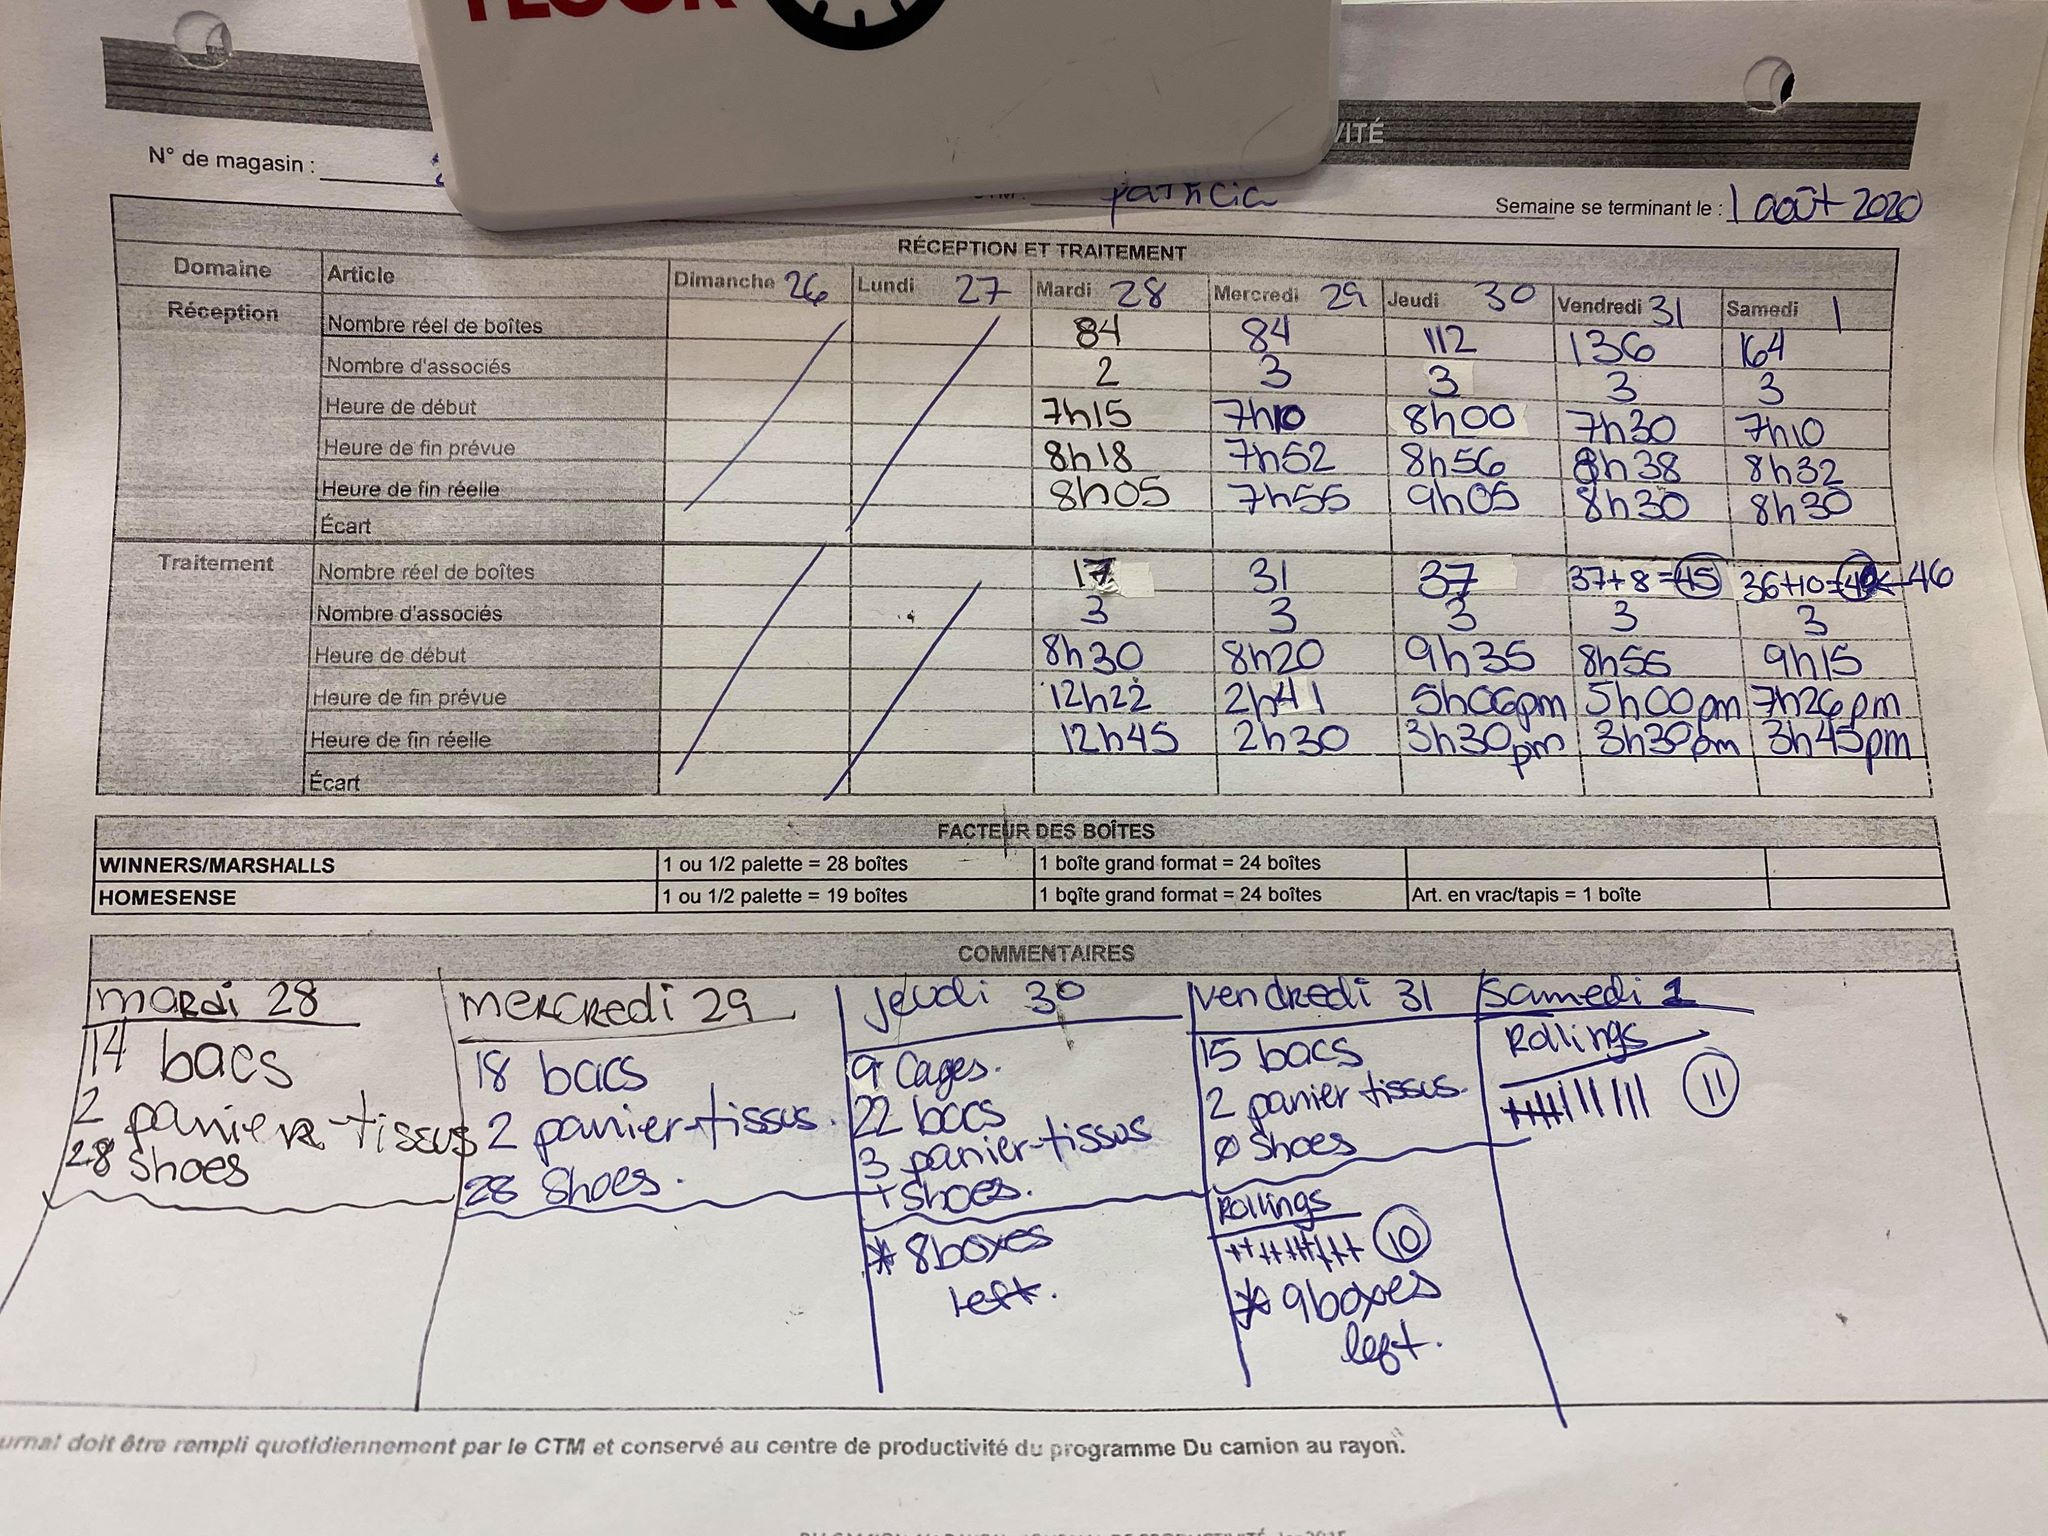 VITÉ
N° de magasin :
Patricia
Semaine se terminant le : 1 août 2020
RÉCEPTION ET TRAITEMENT
Domaine Article Dimanche 26 Lundi 27 Mardi 28 Mercredi 29 Jeudi 30 Vendredi 31 Samedi 1
Réception Nombre réel de boîtes 84 84 112 136 164
Nombre d'associés 2 3 3 3 3
Heure de début 7h15 7h10 8h00 7h30 7h10
Heure de fin prévue 8h18 7h52 8h56 8h38 8h32
Heure de fin réelle 8h05 7h55 9h05 8h30 8h30
Écart
Traitement Nombre réel de boîtes 17 31 37 37+8=45 36+10= ←46
Nombre d'associés 3 3 3 3 3
Heure de début 8h30 8h20 9h35 8h55 9h15
Heure de fin prévue 12h22 2h41 5h06pm 5h00pm 7h26pm
Heure de fin réelle 12h45 2h30 3h30pm 3h30pm 3h45pm
Écart
FACTEUR DES BOÎTES
WINNERS/MARSHALLS 1 ou 1/2 palette = 28 boîtes 1 boîte grand format = 24 boîtes
HOMESENSE 1 ou 1/2 palette = 19 boîtes 1 boîte grand format = 24 boîtes Art. en vrac/tapis = 1 boîte
COMMENTAIRES
mardi 28
14 bacs
2 panier-tissus
28 shoes
mercredi 29
18 bacs
2 panier-tissus.
28 Shoes.
jeudi 30
9 Cages.
22 bacs
3 panier-tissus
+ shoes.
* 8 boxes
left.
vendredi 31
15 bacs
2 panier tissus.
Ø Shoes
Rollings
10
* 9 boxes
left.
samedi 1
Rollings
11
urnal doit être rempli quotidiennement par le CTM et conservé au centre de productivité du programme Du camion au rayon.